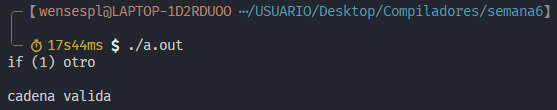 [wensespl@LAPTOP-1D2RDUOO ⋯/USUARIO/Desktop/Compiladores/semana6]
17s44ms $ ./a.out
if (1) otro
cadena valida